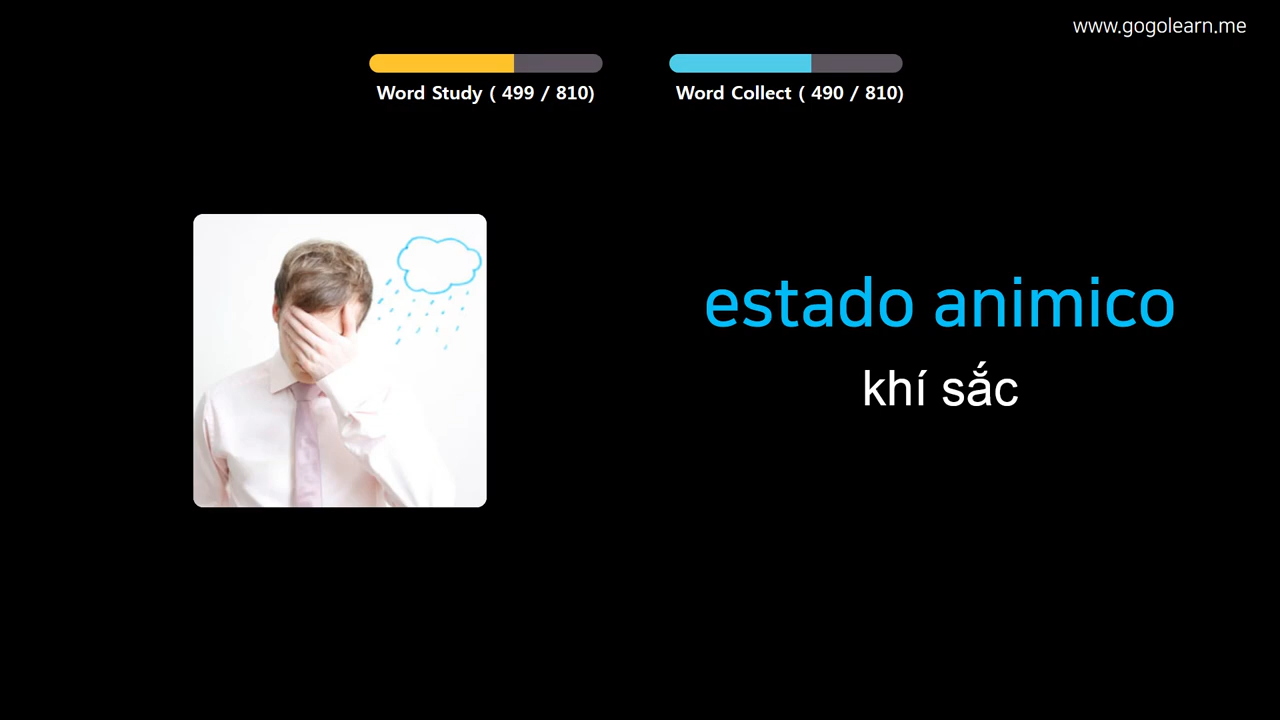 www.gogolearn.me
Word Study ( 499 / 810)
Word Collect ( 490 / 810)
estado animico
khí sắc